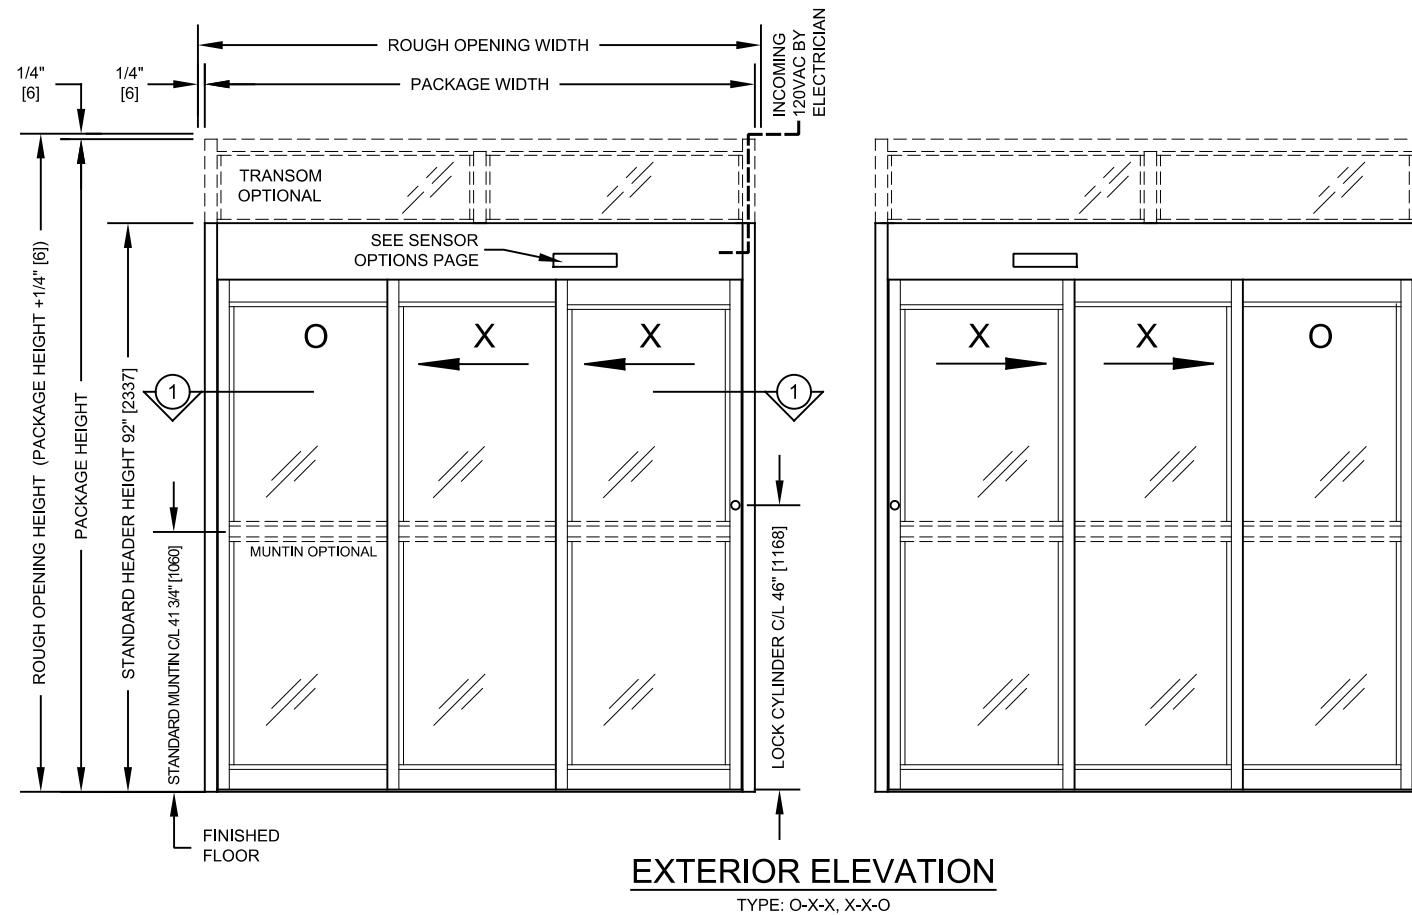 ROUGH OPENING WIDTH
PACKAGE WIDTH
1/4"
[6]
1/4"
[6]
INCOMING
120VAC BY
ELECTRICIAN
TRANSOM
OPTIONAL
SEE SENSOR
OPTIONS PAGE
O
X
X
X
X
O
1
1
ROUGH OPENING HEIGHT (PACKAGE HEIGHT +1/4" [6])
PACKAGE HEIGHT
STANDARD HEADER HEIGHT 92" [2337]
STANDARD MUNTIN C/L 41 3/4" [1060]
MUNTIN OPTIONAL
LOCK CYLINDER C/L 46" [1168]
FINISHED
FLOOR
EXTERIOR ELEVATION
TYPE: O-X-X, X-X-O